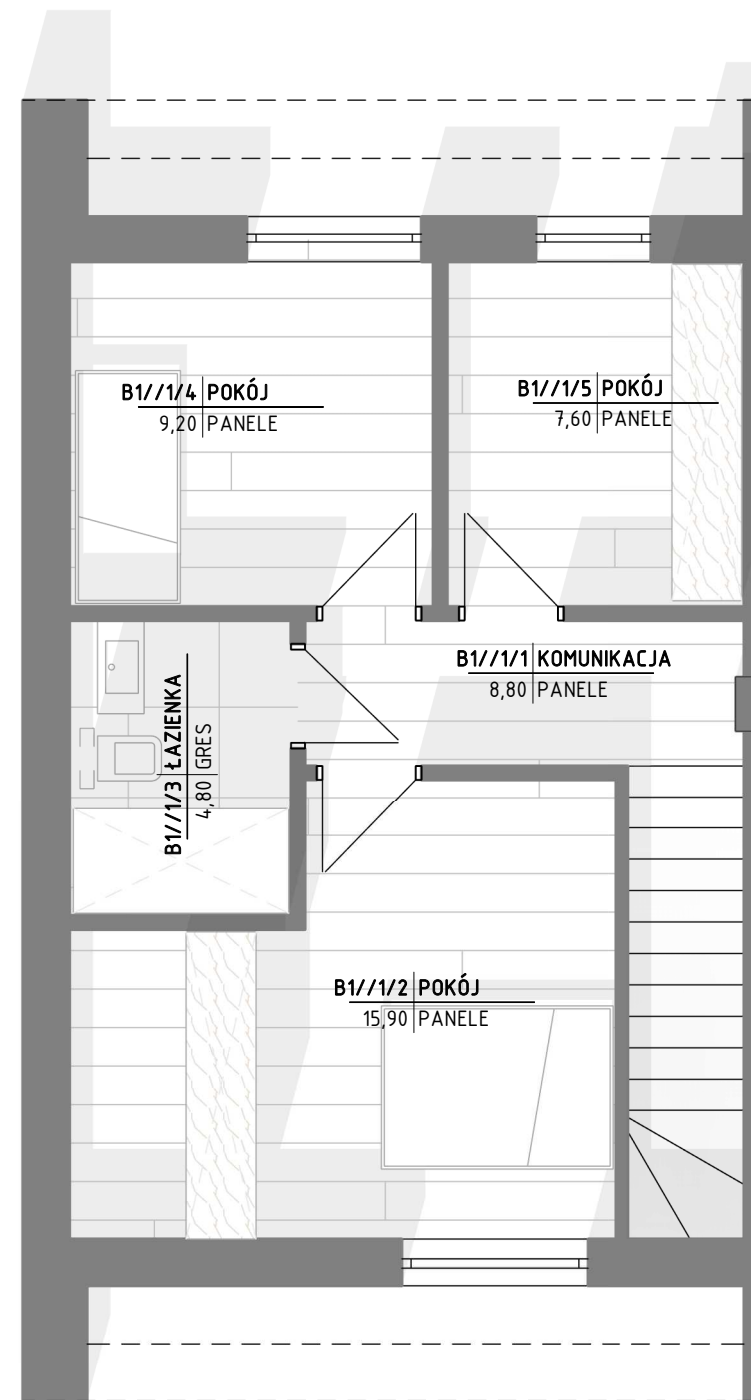 B1//1/4 POKÓJ
9,20 PANELE
B1//1/5 POKÓJ
7,60 PANELE
B1//1/1 KOMUNIKACJA
8,80 PANELE
B1//1/3 ŁAZIENKA
4,80 GRES
B1//1/2 POKÓJ
15,90 PANELE